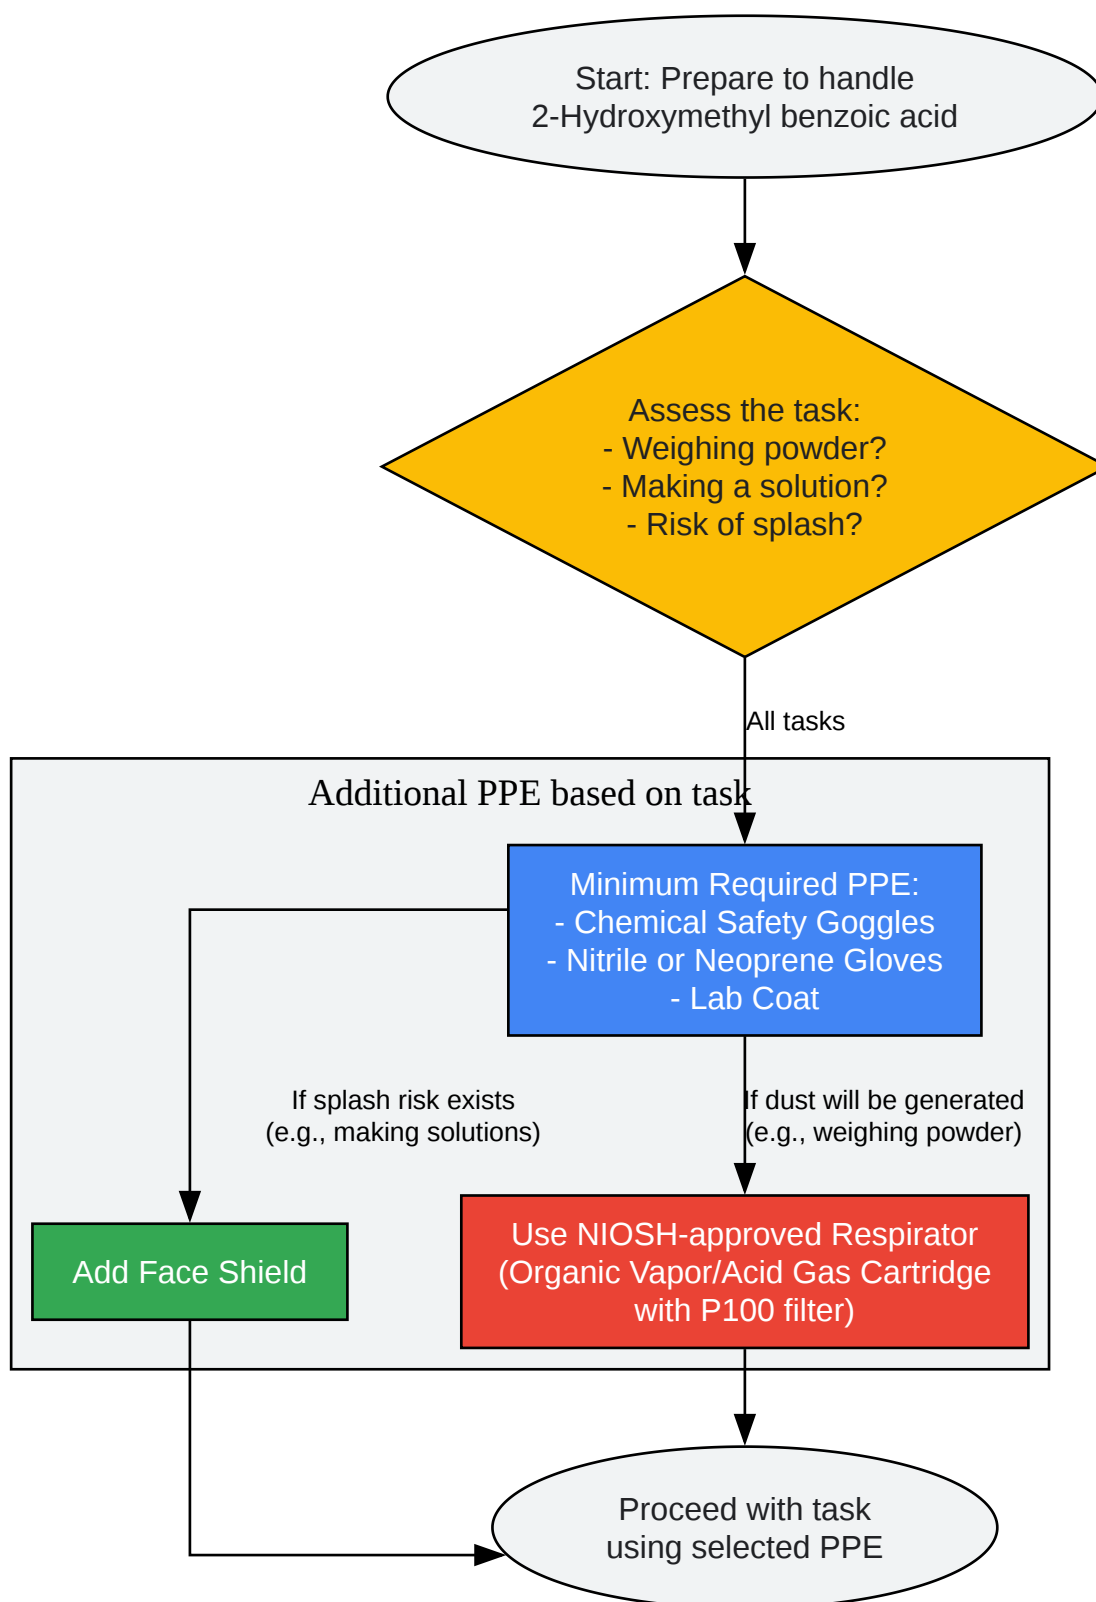 Start: Prepare to handle
2-Hydroxymethyl benzoic acid
Assess the task:
- Weighing powder?
- Making a solution?
- Risk of splash?
All tasks
Additional PPE based on task
Minimum Required PPE:
- Chemical Safety Goggles
- Nitrile or Neoprene Gloves
- Lab Coat
If splash risk exists
(e.g., making solutions)
If dust will be generated
(e.g., weighing powder)
Add Face Shield
Use NIOSH-approved Respirator
(Organic Vapor/Acid Gas Cartridge
with P100 filter)
Proceed with task
using selected PPE